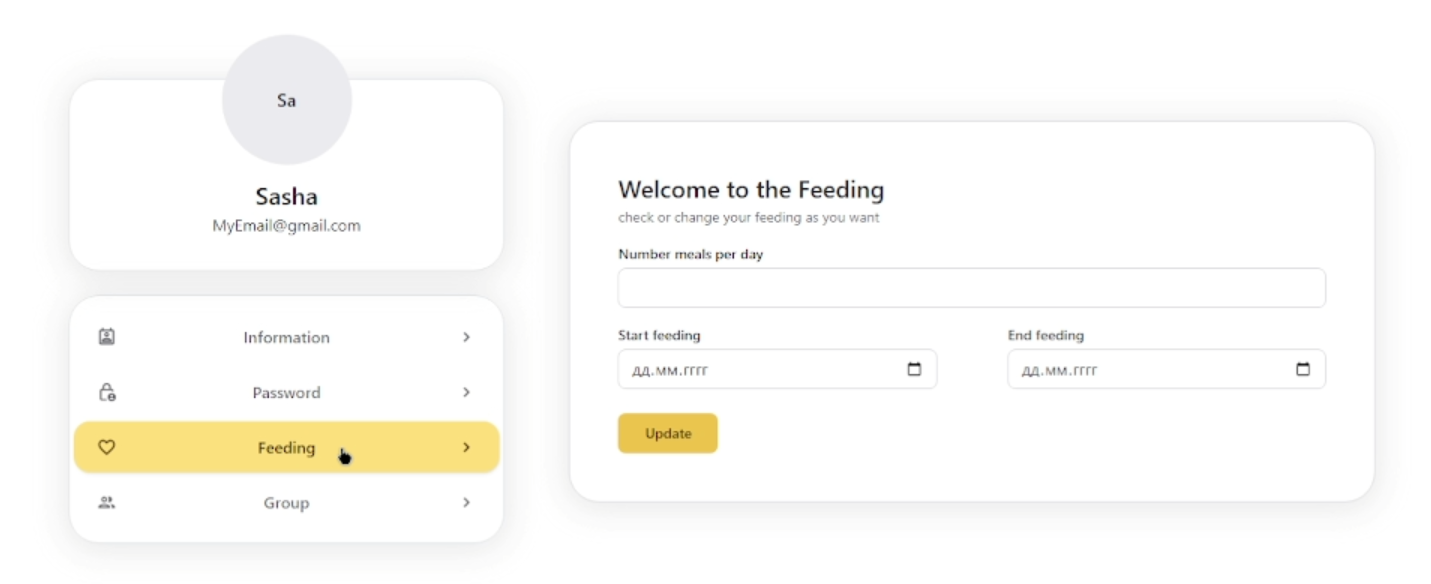 Sa
Sasha
MyEmail@gmail.com
Information
Password
Feeding
Group
Welcome to the Feeding
check or change your feeding as you want
Number meals per day
Start feeding
End feeding
дд.мм.гггг
дд.мм.гггг
Update